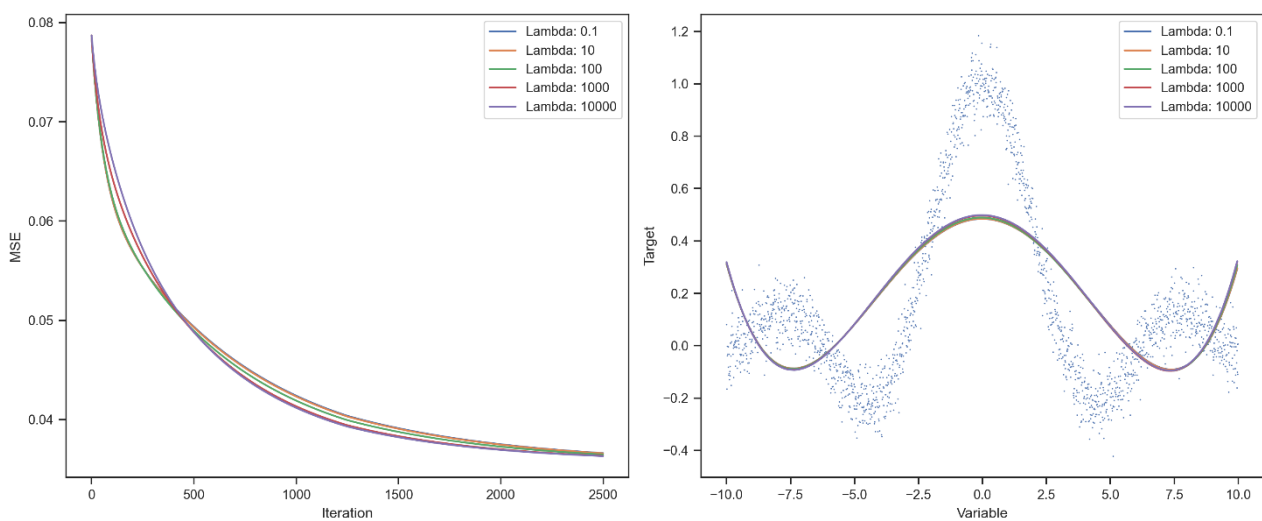 0.08
0.07
0.06
0.05
0.04
MSE
0
500
1000
1500
2000
2500
Iteration
Lambda: 0.1
Lambda: 10
Lambda: 100
Lambda: 1000
Lambda: 10000
1.2
1.0
0.8
0.6
0.4
0.2
0.0
−0.2
−0.4
Target
−10.0
−7.5
−5.0
−2.5
0.0
2.5
5.0
7.5
10.0
Variable
Lambda: 0.1
Lambda: 10
Lambda: 100
Lambda: 1000
Lambda: 10000